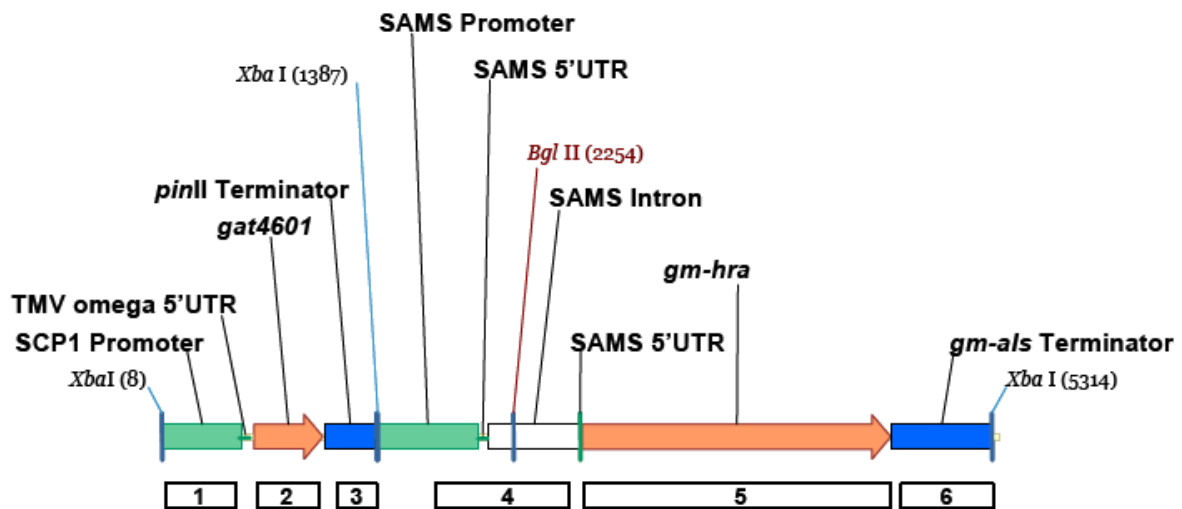 SAMS Promoter
Xba I (1387)
SAMS 5'UTR
Bgl II (2254)
pinII Terminator
SAMS Intron
gat4601
gm-hra
TMV omega 5'UTR
SCP1 Promoter
SAMS 5'UTR
gm-als Terminator
XbaI (8)
Xba I (5314)
1 2 3 4 5 6